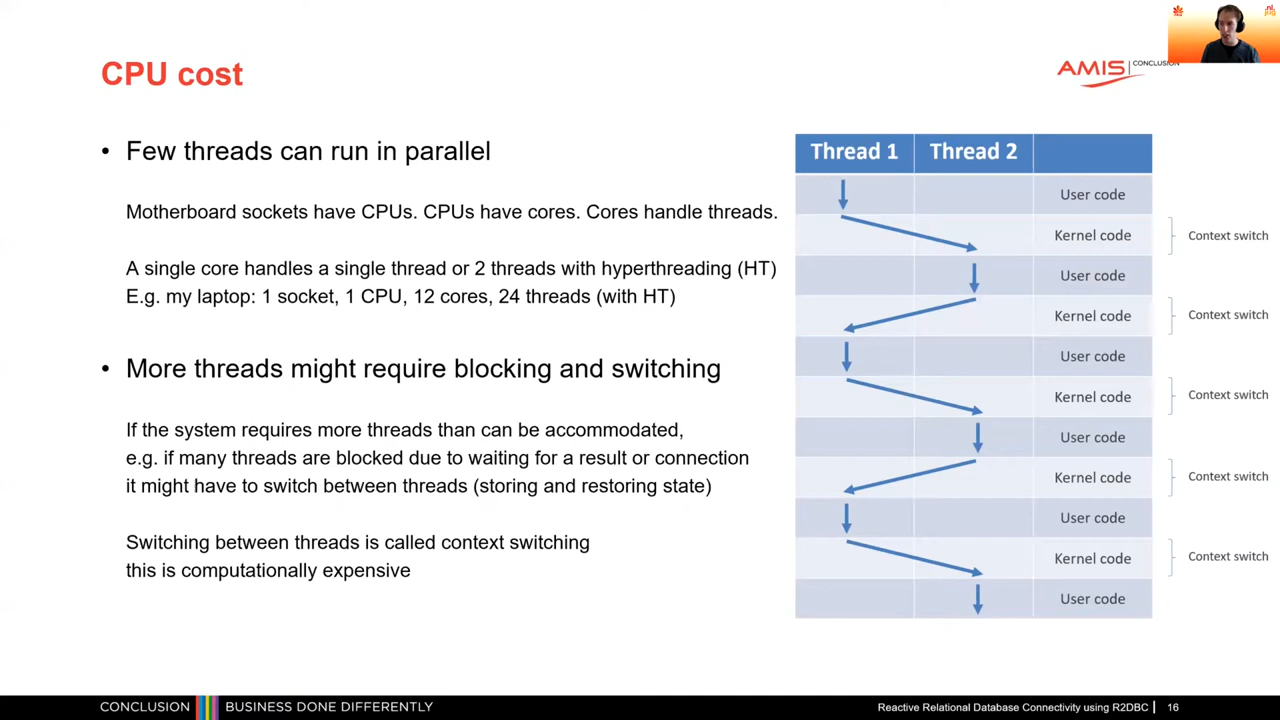 CPU cost
AMIS
CONCLUSION
• Few threads can run in parallel
Motherboard sockets have CPUs. CPUs have cores. Cores handle threads.
A single core handles a single thread or 2 threads with hyperthreading (HT)
E.g. my laptop: 1 socket, 1 CPU, 12 cores, 24 threads (with HT)
• More threads might require blocking and switching
If the system requires more threads than can be accommodated,
e.g. if many threads are blocked due to waiting for a result or connection
it might have to switch between threads (storing and restoring state)
Switching between threads is called context switching
this is computationally expensive
Thread 1 Thread 2
User code
Kernel code Context switch
User code
Kernel code Context switch
User code
Kernel code Context switch
User code
Kernel code Context switch
User code
Kernel code Context switch
User code
CONCLUSION BUSINESS DONE DIFFERENTLY
Reactive Relational Database Connectivity using R2DBC 16